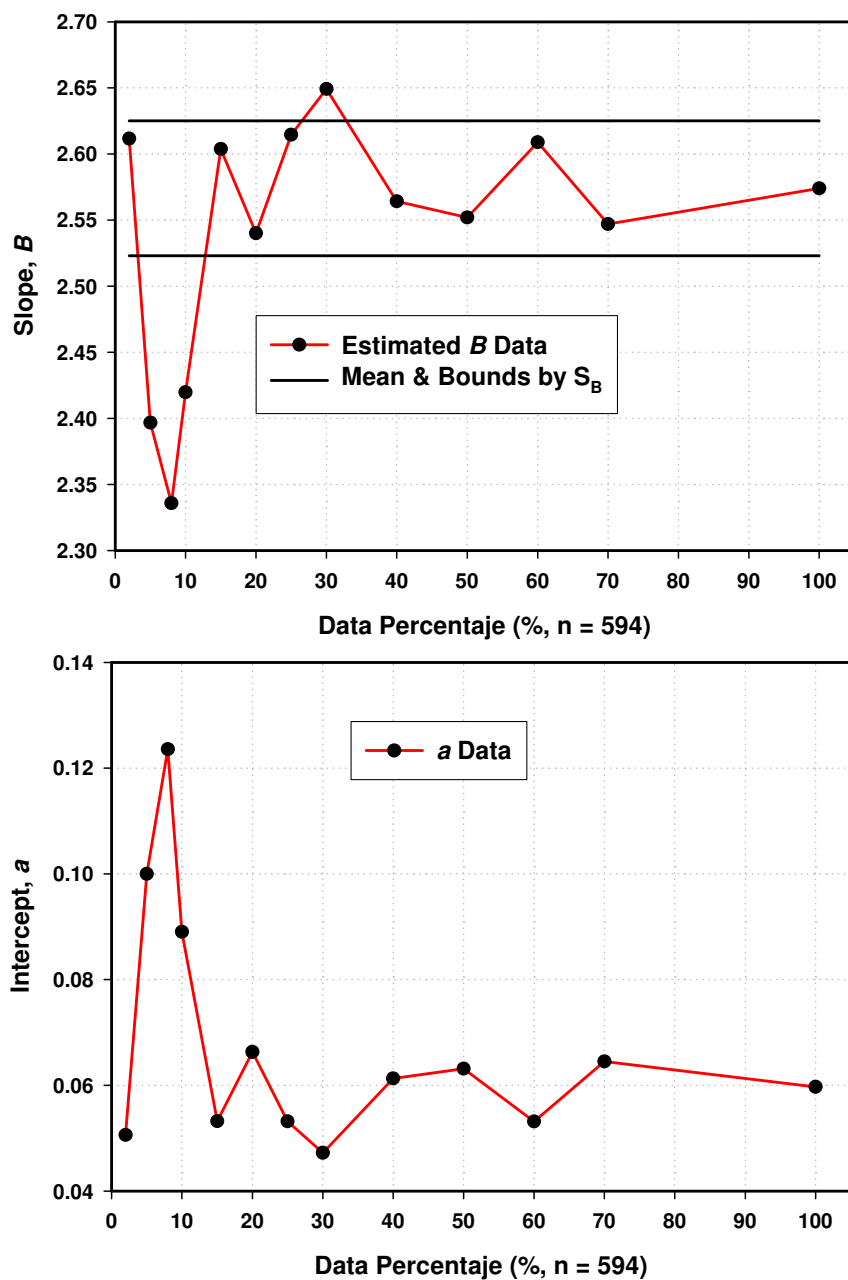 2.70
2.65
2.60
2.55
2.50
2.45
2.40
2.35
2.30
Slope, B
Estimated B Data
Mean & Bounds by S_B
0 10 20 30 40 50 60 70 80 90 100
Data Percentaje (%, n = 594)
0.14
0.12
0.10
0.08
0.06
0.04
Intercept, a
a Data
0 10 20 30 40 50 60 70 80 90 100
Data Percentaje (%, n = 594)